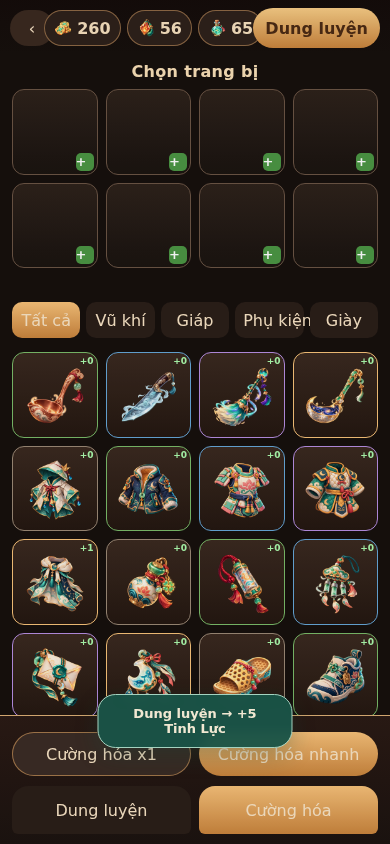 ‹ 260 56 65 Dung luyện
Chọn trang bị
+ + + +
+ + + +
Tất cả Vũ khí Giáp Phụ kiện Giày
+0 +0 +0 +0
+0 +0 +0 +0
+1 +0 +0 +0
+0 +0 +0 +0
Dung luyện → +5
Tinh Lực
Cường hóa x1 Cường hóa nhanh
Dung luyện Cường hóa